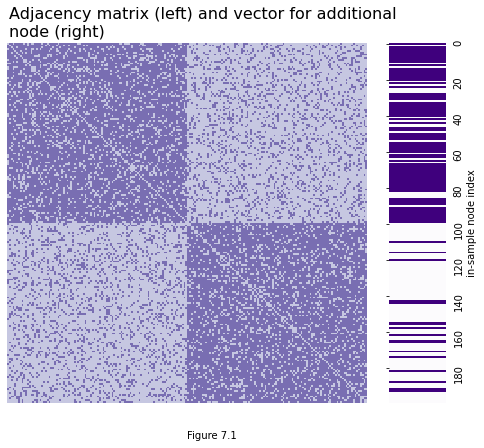 Adjacency matrix (left) and vector for additional
node (right)
0
20
40
60
80
100
120
140
160
180
in-sample node index
Figure 7.1